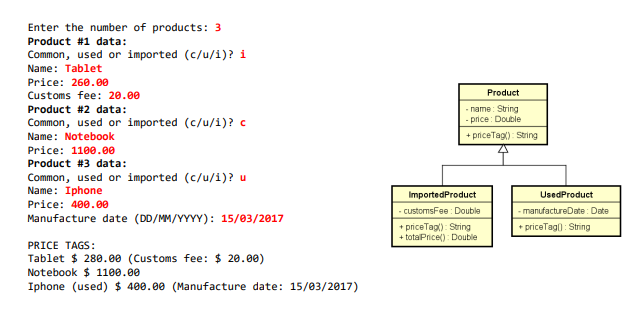 Enter the number of products: 3
Product #1 data:
Common, used or imported (c/u/i)? i
Name: Tablet
Price: 260.00
Customs fee: 20.00
Product #2 data:
Common, used or imported (c/u/i)? c
Name: Notebook
Price: 1100.00
Product #3 data:
Common, used or imported (c/u/i)? u
Name: Iphone
Price: 400.00
Manufacture date (DD/MM/YYYY): 15/03/2017
PRICE TAGS:
Tablet $ 280.00 (Customs fee: $ 20.00)
Notebook $ 1100.00
Iphone (used) $ 400.00 (Manufacture date: 15/03/2017)
Product
- name : String
- price : Double
+ priceTag() : String
ImportedProduct
- customsFee : Double
+ priceTag() : String
+ totalPrice() : Double
UsedProduct
- manufactureDate : Date
+ priceTag() : String